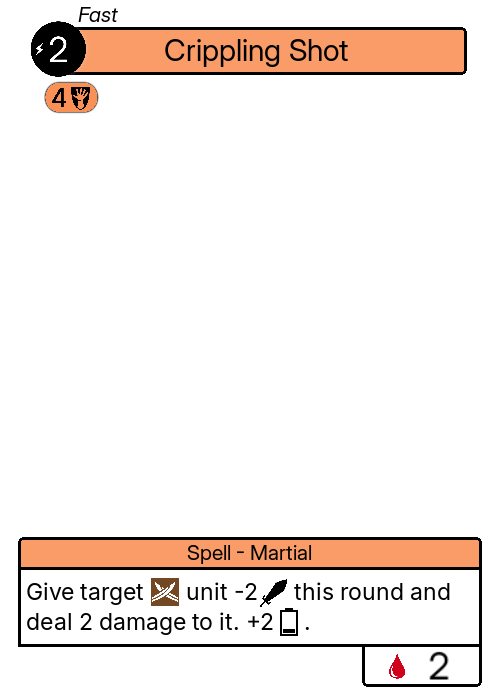 Fast
2
Crippling Shot
4
Spell - Martial
Give target unit -2 this round and
deal 2 damage to it. +2 .
2